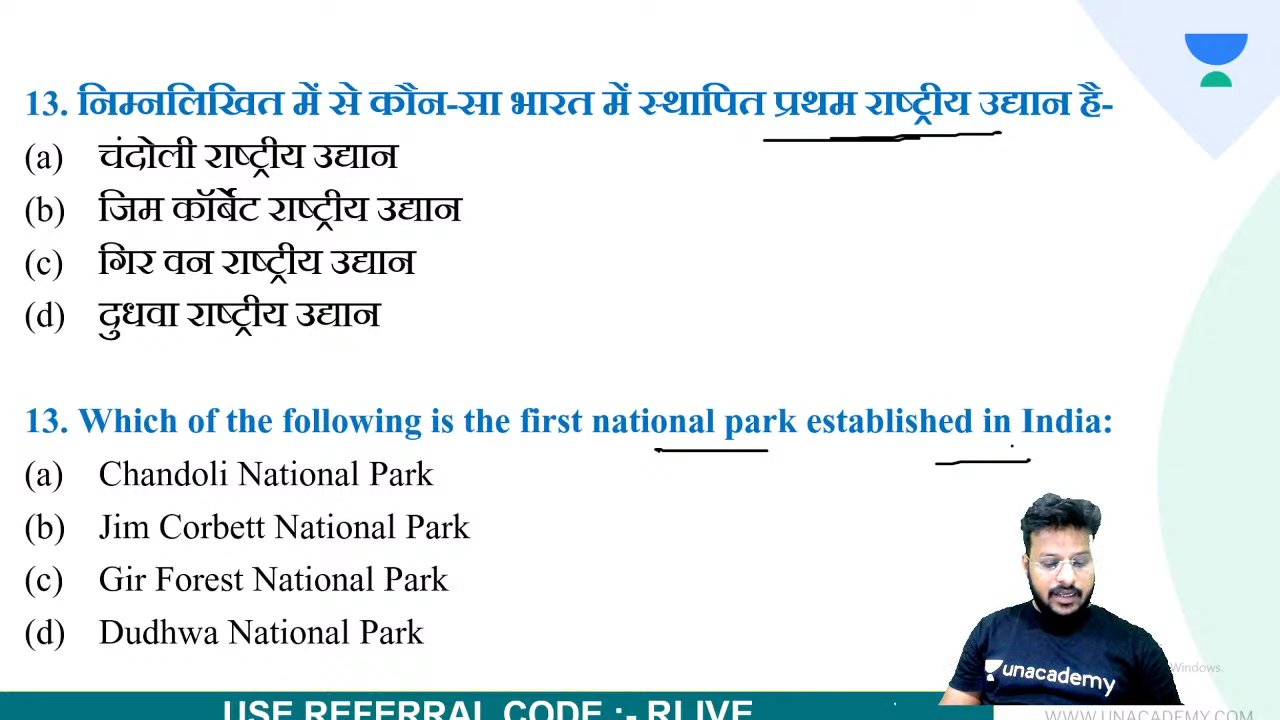 13. निम्नलिखित में से कौन-सा भारत में स्थापित प्रथम राष्ट्रीय उद्यान है-
(a) चंदोली राष्ट्रीय उद्यान
(b) जिम कॉर्बेट राष्ट्रीय उद्यान
(c) गिर वन राष्ट्रीय उद्यान
(d) दुधवा राष्ट्रीय उद्यान
13. Which of the following is the first national park established in India:
(a) Chandoli National Park
(b) Jim Corbett National Park
(c) Gir Forest National Park
(d) Dudhwa National Park
unacademy
Windows.
USE REFERRAL CODE :- RLIVE
WWW.UNACADEMY.COM